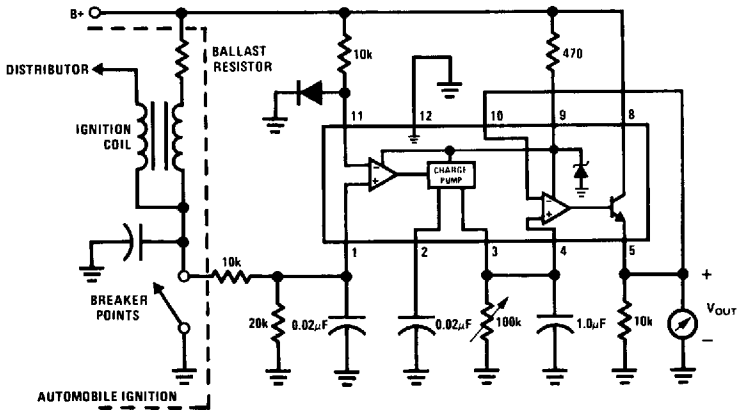 B+
DISTRIBUTOR
BALLAST
RESISTOR
IGNITION
COIL
10k
470
11
12
10
9
8
CHARGE
PUMP
1
2
3
4
5
10k
BREAKER
POINTS
20k
0.02μF
0.02μF
100k
1.0μF
10k
+
VOUT
−
AUTOMOBILE IGNITION